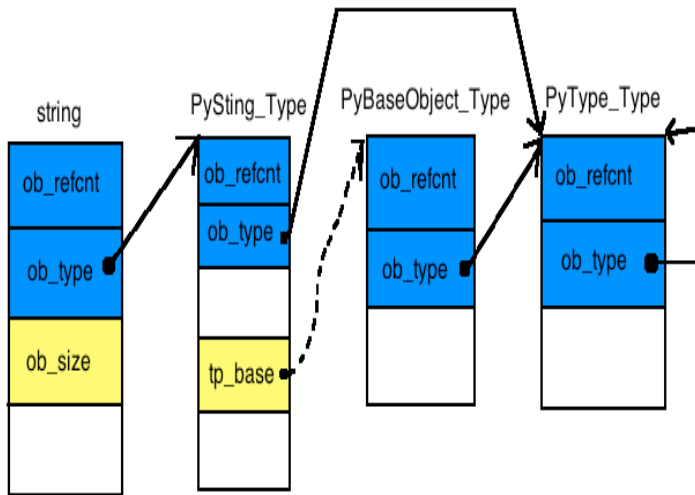 string
ob_refcnt
ob_type
ob_size
PySting_Type
ob_refcnt
ob_type
tp_base
PyBaseObject_Type
ob_refcnt
ob_type
PyType_Type
ob_refcnt
ob_type